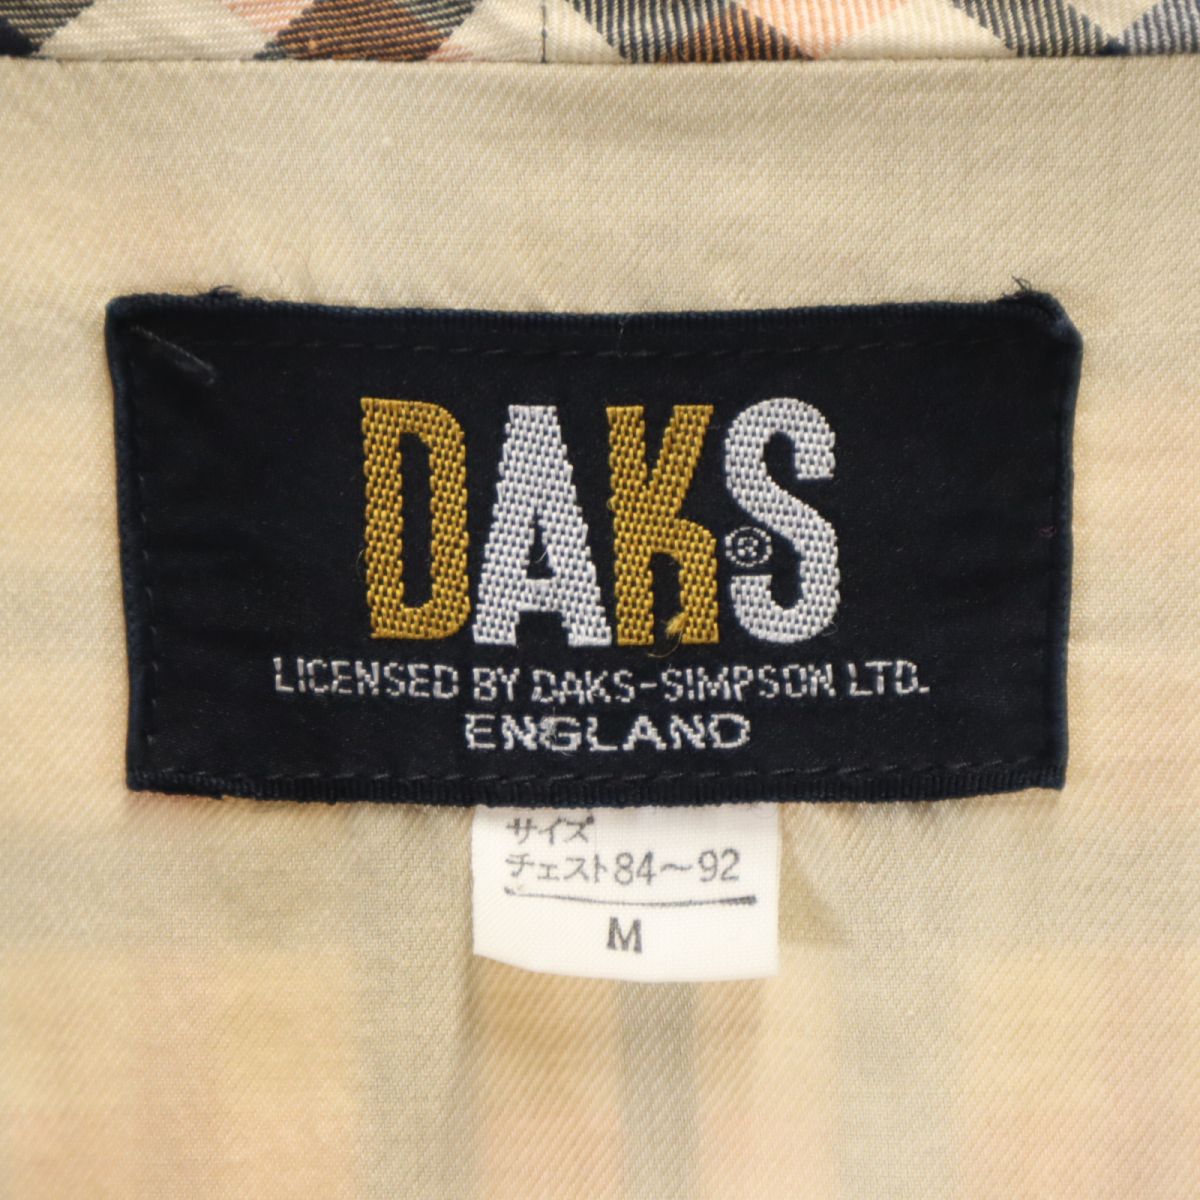 DAKS®
LICENSED BY DAKS-SIMPSON LTD.
ENGLAND
サイズ
チェスト84〜92
M